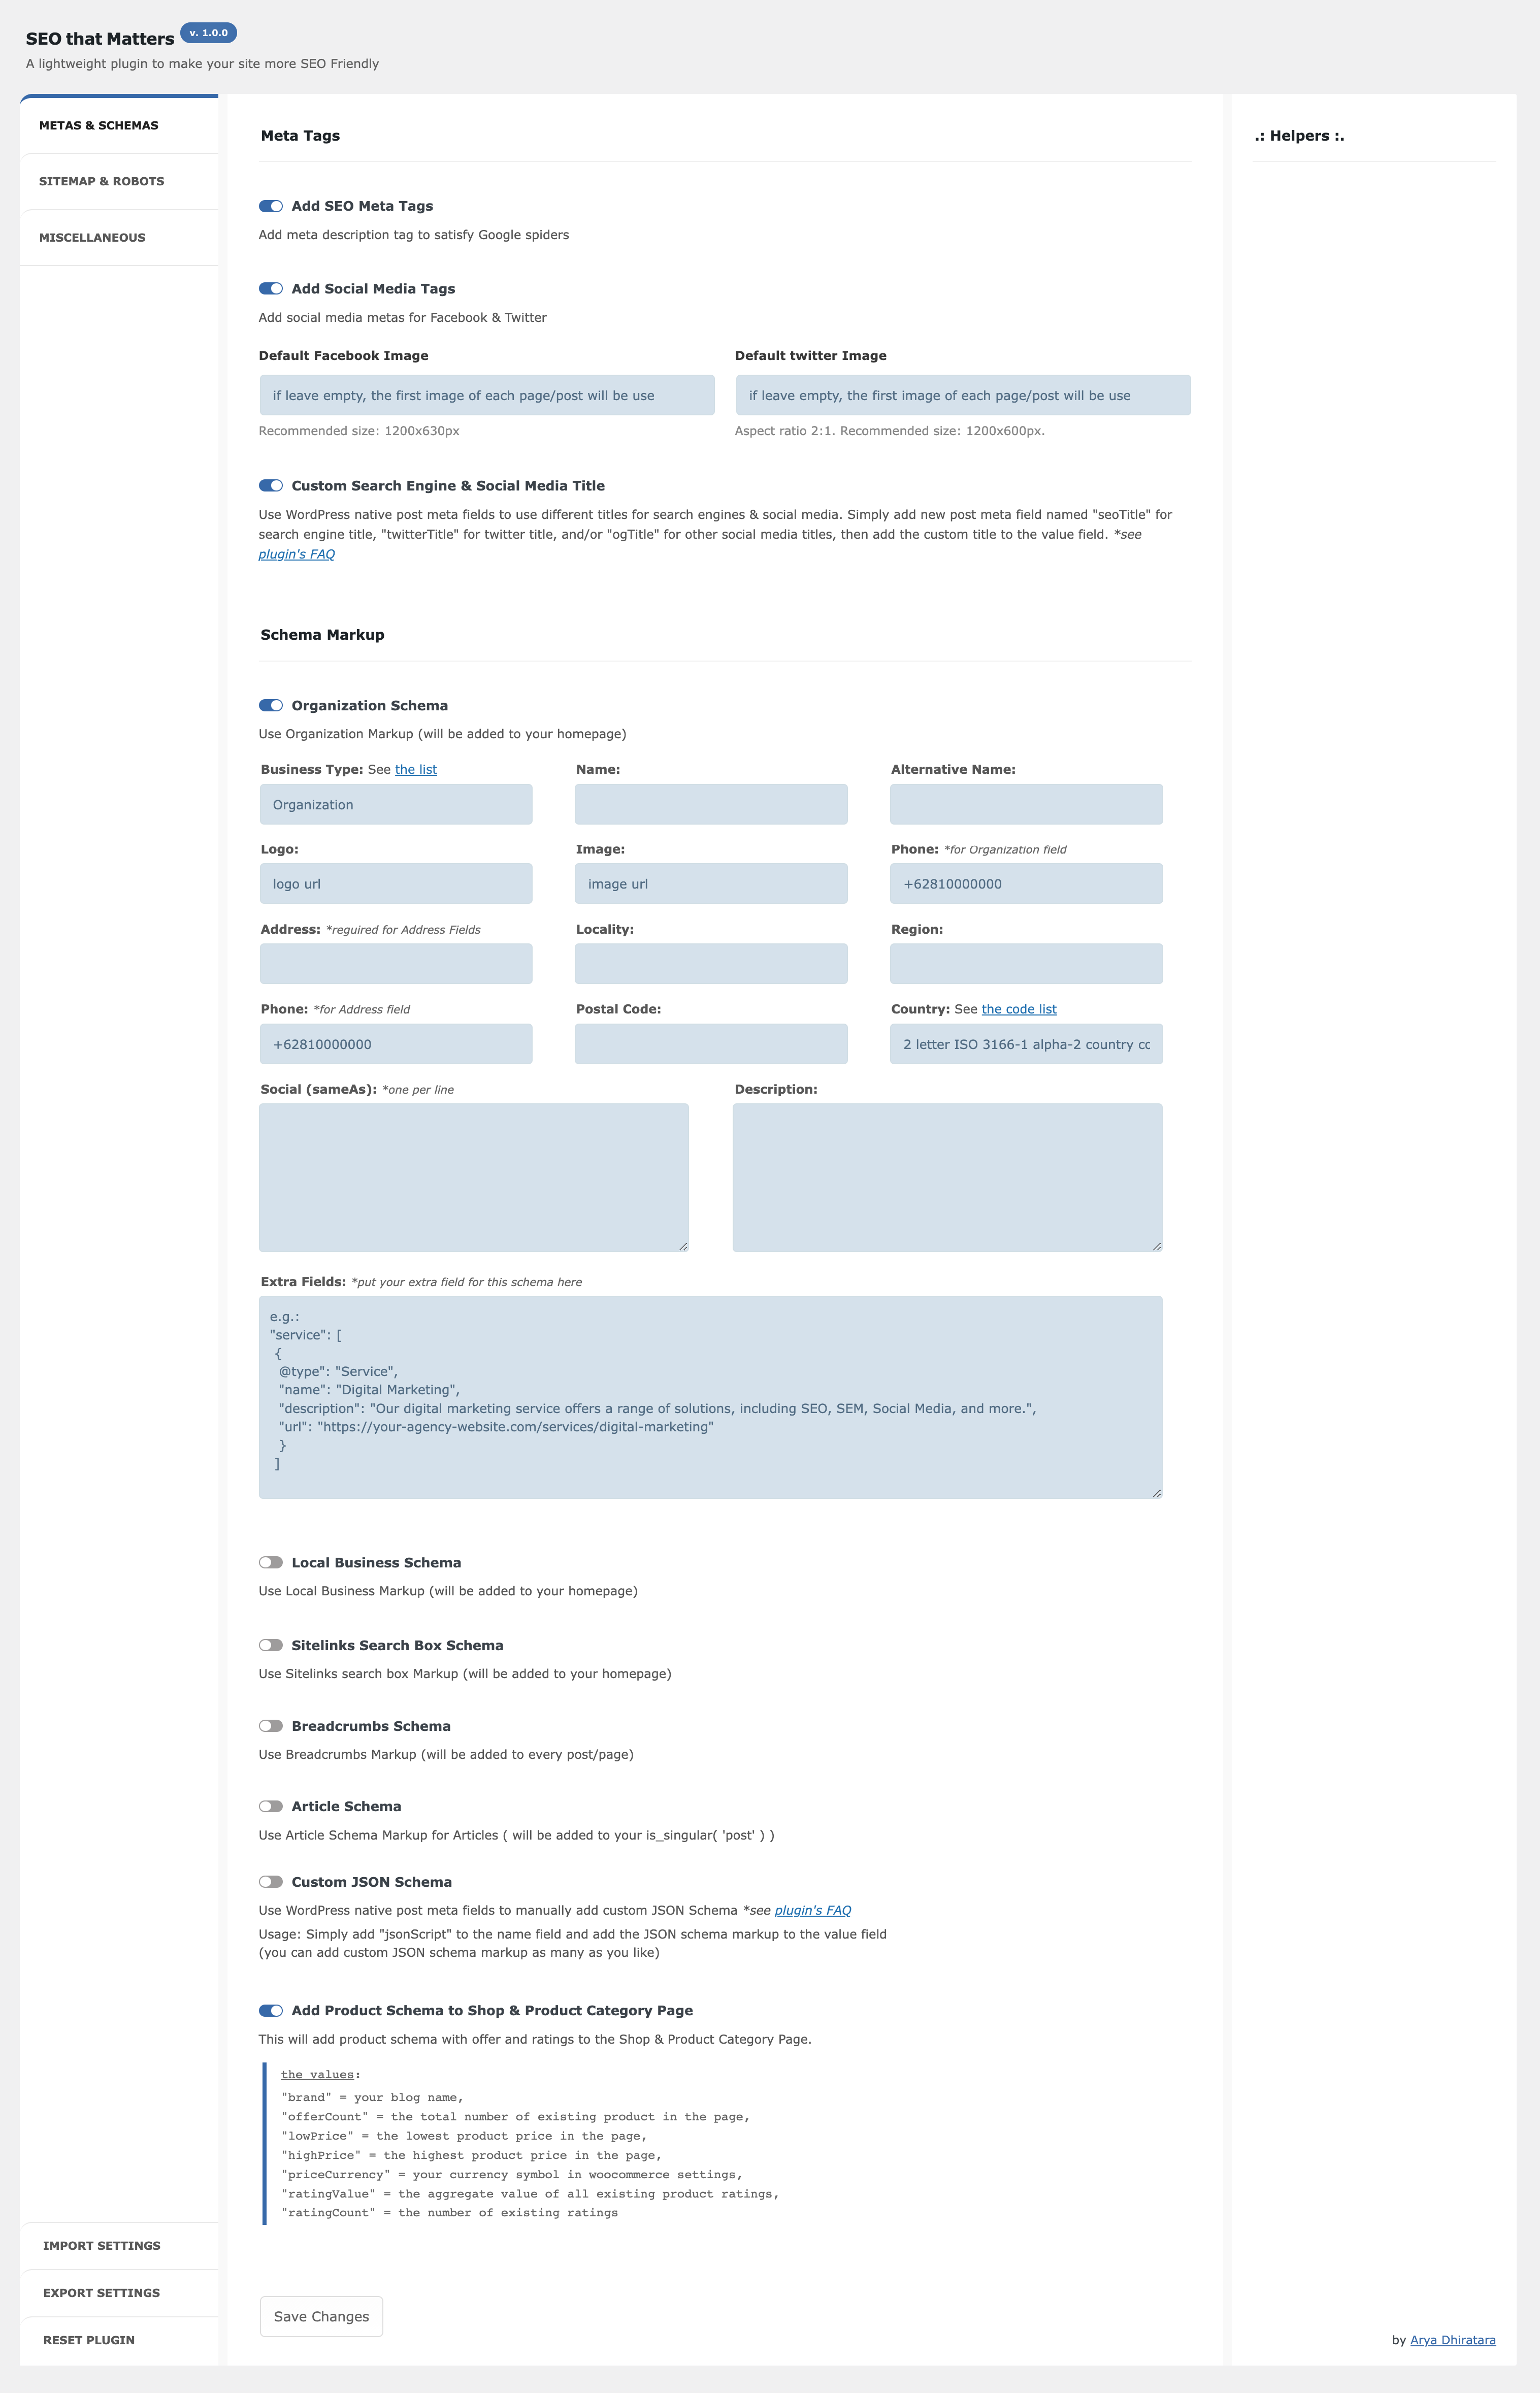 SEO that Matters v. 1.0.0
A lightweight plugin to make your site more SEO Friendly
METAS & SCHEMAS
SITEMAP & ROBOTS
MISCELLANEOUS
Meta Tags
Add SEO Meta Tags
Add meta description tag to satisfy Google spiders
Add Social Media Tags
Add social media metas for Facebook & Twitter
Default Facebook Image
if leave empty, the first image of each page/post will be use
Recommended size: 1200x630px
Default twitter Image
if leave empty, the first image of each page/post will be use
Aspect ratio 2:1. Recommended size: 1200x600px.
Custom Search Engine & Social Media Title
Use WordPress native post meta fields to use different titles for search engines & social media. Simply add new post meta field named "seoTitle" for
search engine title, "twitterTitle" for twitter title, and/or "ogTitle" for other social media titles, then add the custom title to the value field. *see
plugin's FAQ
Schema Markup
Organization Schema
Use Organization Markup (will be added to your homepage)
Business Type: See the list
Organization
Name:
Alternative Name:
Logo:
logo url
Image:
image url
Phone: *for Organization field
+62810000000
Address: *reguired for Address Fields
Locality:
Region:
Phone: *for Address field
+62810000000
Postal Code:
Country: See the code list
2 letter ISO 3166-1 alpha-2 country cc
Social (sameAs): *one per line
Description:
Extra Fields: *put your extra field for this schema here
e.g.:
"service": [
{
@type": "Service",
"name": "Digital Marketing",
"description": "Our digital marketing service offers a range of solutions, including SEO, SEM, Social Media, and more.",
"url": "https://your-agency-website.com/services/digital-marketing"
}
]
Local Business Schema
Use Local Business Markup (will be added to your homepage)
Sitelinks Search Box Schema
Use Sitelinks search box Markup (will be added to your homepage)
Breadcrumbs Schema
Use Breadcrumbs Markup (will be added to every post/page)
Article Schema
Use Article Schema Markup for Articles ( will be added to your is_singular( 'post' ) )
Custom JSON Schema
Use WordPress native post meta fields to manually add custom JSON Schema *see plugin's FAQ
Usage: Simply add "jsonScript" to the name field and add the JSON schema markup to the value field
(you can add custom JSON schema markup as many as you like)
Add Product Schema to Shop & Product Category Page
This will add product schema with offer and ratings to the Shop & Product Category Page.
the values:
"brand" = your blog name,
"offerCount" = the total number of existing product in the page,
"lowPrice" = the lowest product price in the page,
"highPrice" = the highest product price in the page,
"priceCurrency" = your currency symbol in woocommerce settings,
"ratingValue" = the aggregate value of all existing product ratings,
"ratingCount" = the number of existing ratings
Save Changes
IMPORT SETTINGS
EXPORT SETTINGS
RESET PLUGIN
.: Helpers :.
by Arya Dhiratara